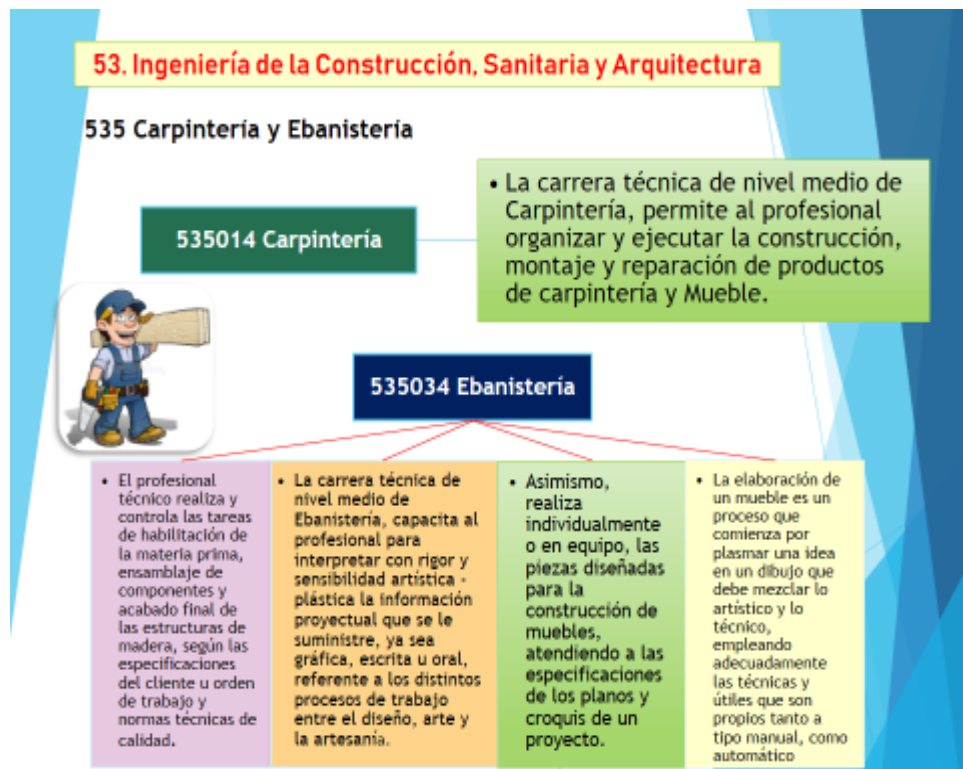 53. Ingeniería de la Construcción, Sanitaria y Arquitectura
535 Carpintería y Ebanistería
535014 Carpintería
• La carrera técnica de nivel medio de
Carpintería, permite al profesional
organizar y ejecutar la construcción,
montaje y reparación de productos
de carpintería y Mueble.
535034 Ebanistería
• El profesional
técnico realiza y
controla las tareas
de habilitación de
la materia prima,
ensamblaje de
componentes y
acabado final de
las estructuras de
madera, según las
especificaciones
del cliente u orden
de trabajo y
normas técnicas de
calidad.
• La carrera técnica de
nivel medio de
Ebanistería, capacita al
profesional para
interpretar con rigor y
sensibilidad artística -
plástica la información
proyectual que se le
suministre, ya sea
gráfica, escrita u oral,
referente a los distintos
procesos de trabajo
entre el diseño, arte y
la artesanía.
• Asimismo,
realiza
individualmente
o en equipo, las
piezas diseñadas
para la
construcción de
muebles,
atendiendo a las
especificaciones
de los planos y
croquis de un
proyecto.
• La elaboración de
un mueble es un
proceso que
comienza por
plasmar una idea
en un dibujo que
debe mezclar lo
artístico y lo
técnico,
empleando
adecuadamente
las técnicas y
útiles que son
propios tanto a
tipo manual, como
automático